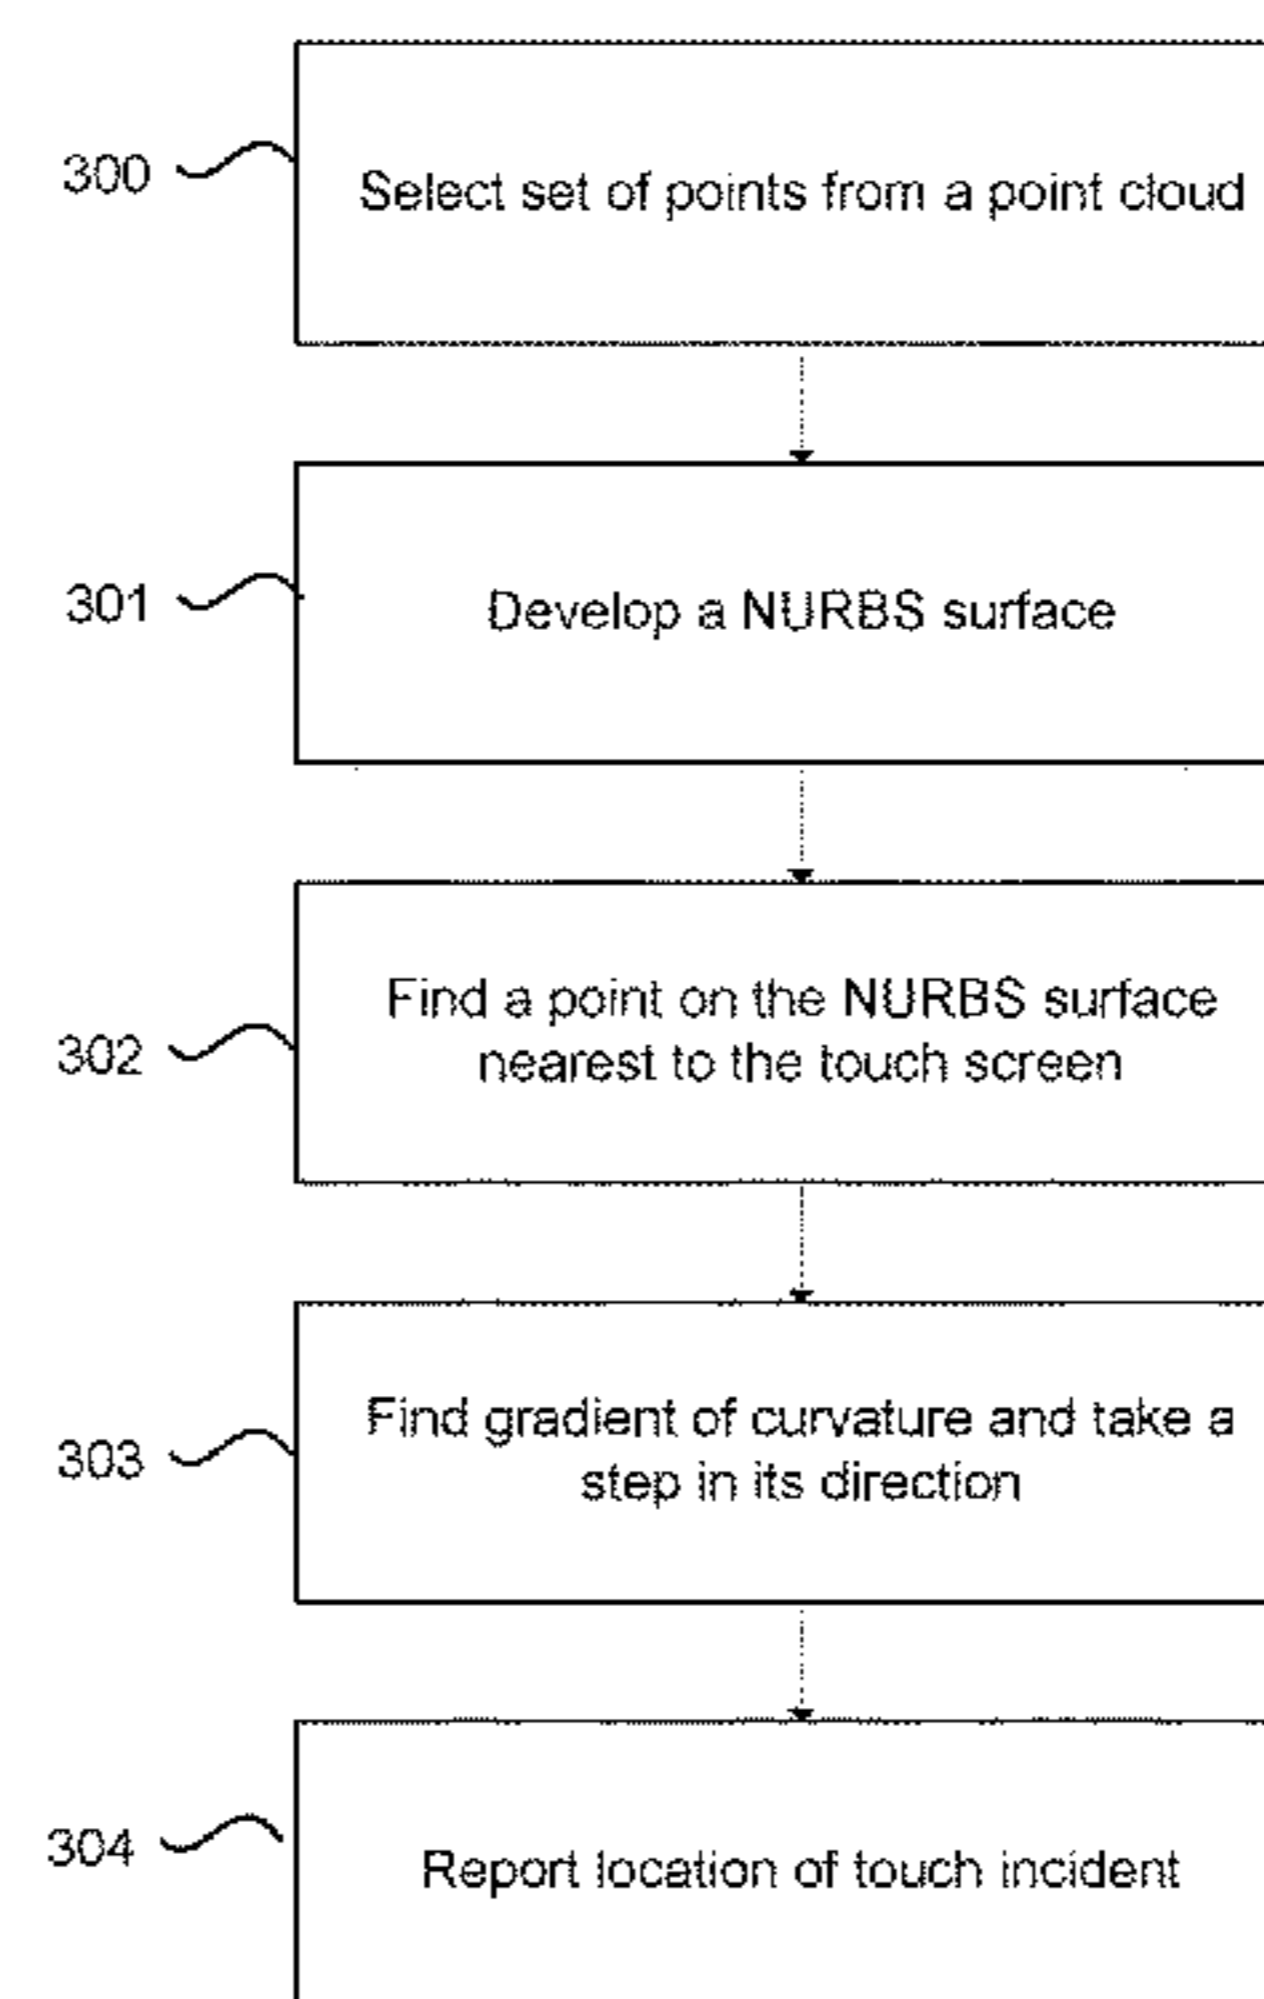 300
Select set of points from a point cloud
301
Develop a NURBS surface
302
Find a point on the NURBS surface
nearest to the touch screen
303
Find gradient of curvature and take a
step in its direction
304
Report location of touch incident